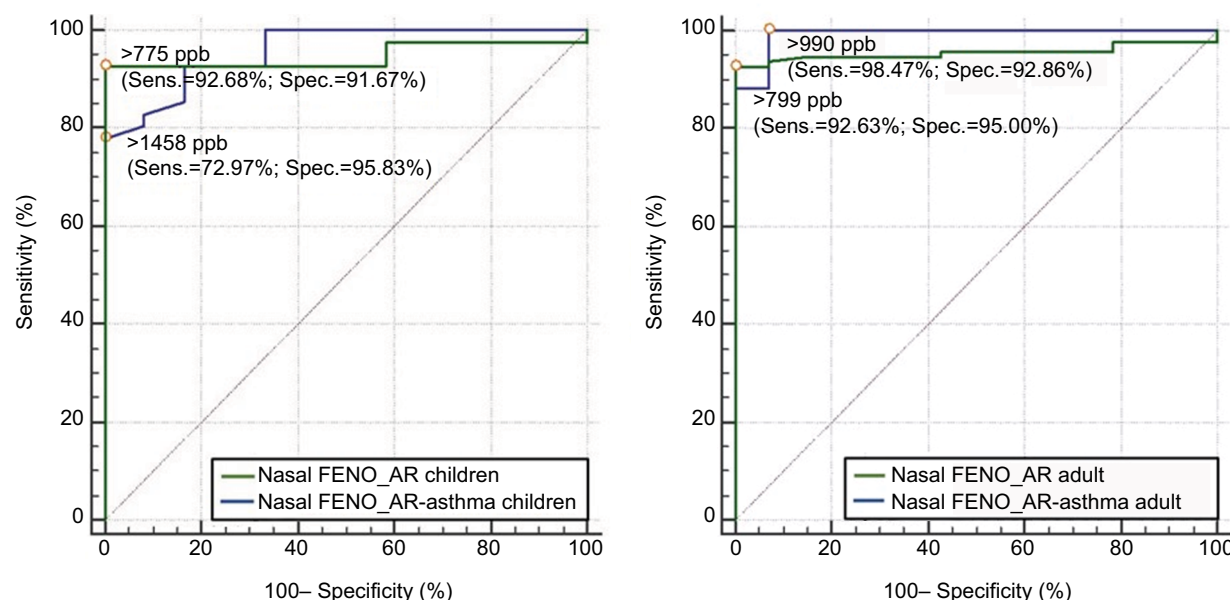 100
80
60
40
20
0
Sensitivity (%)
>775 ppb
(Sens.=92.68%; Spec.=91.67%)
>1458 ppb
(Sens.=72.97%; Spec.=95.83%)
Nasal FENO_AR children
Nasal FENO_AR-asthma children
0 20 40 60 80 100
100– Specificity (%)
100
80
60
40
20
0
Sensitivity (%)
>990 ppb
(Sens.=98.47%; Spec.=92.86%)
>799 ppb
(Sens.=92.63%; Spec.=95.00%)
Nasal FENO_AR adult
Nasal FENO_AR-asthma adult
0 20 40 60 80 100
100– Specificity (%)